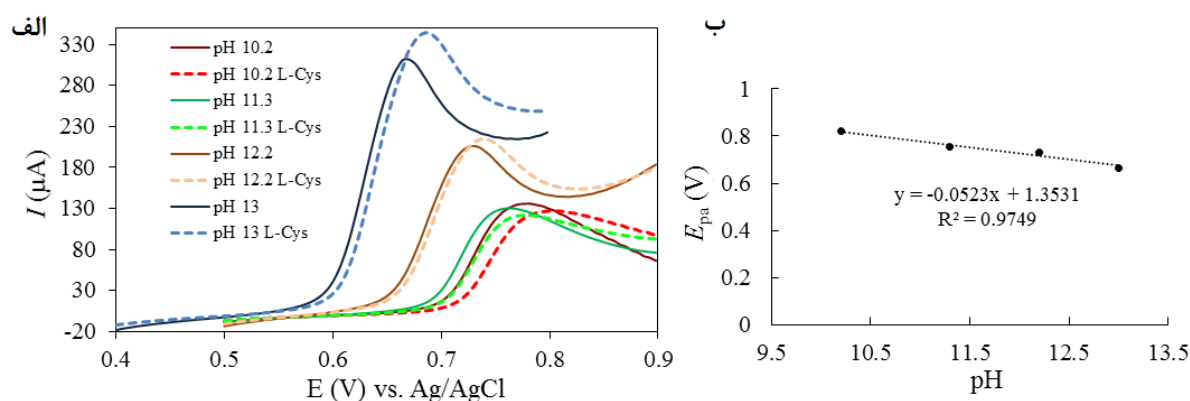 الف
330
280
230
180
130
80
30
-20
I (µA)
pH 10.2
pH 10.2 L-Cys
pH 11.3
pH 11.3 L-Cys
pH 12.2
pH 12.2 L-Cys
pH 13
pH 13 L-Cys
0.4 0.5 0.6 0.7 0.8 0.9
E (V) vs. Ag/AgCl
ب
1
0.8
0.6
0.4
0.2
0
Epa (V)
y = -0.0523x + 1.3531
R² = 0.9749
9.5 10.5 11.5 12.5 13.5
pH